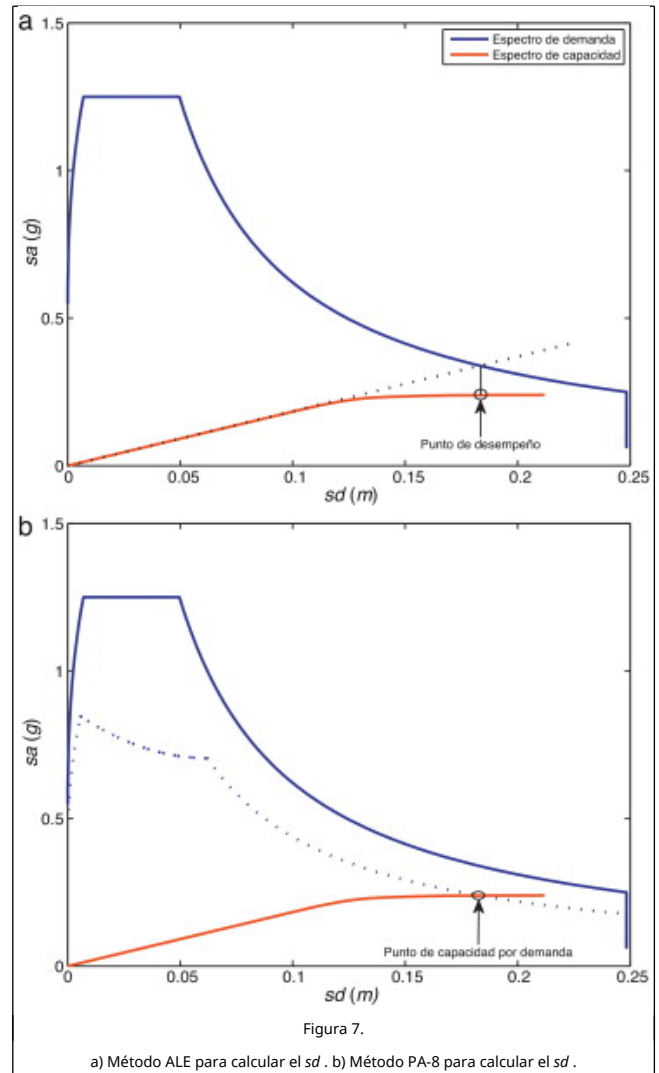 a
1.5
Espectro de demanda
Espectro de capacidad
1
sa (g)
0.5
Punto de desempeño
0
0
0.05
0.1
0.15
0.2
0.25
sd (m)
b
1.5
1
sa (g)
0.5
Punto de capacidad por demanda
0
0
0.05
0.1
0.15
0.2
0.25
sd (m)
Figura 7.
a) Método ALE para calcular el sd . b) Método PA-8 para calcular el sd .